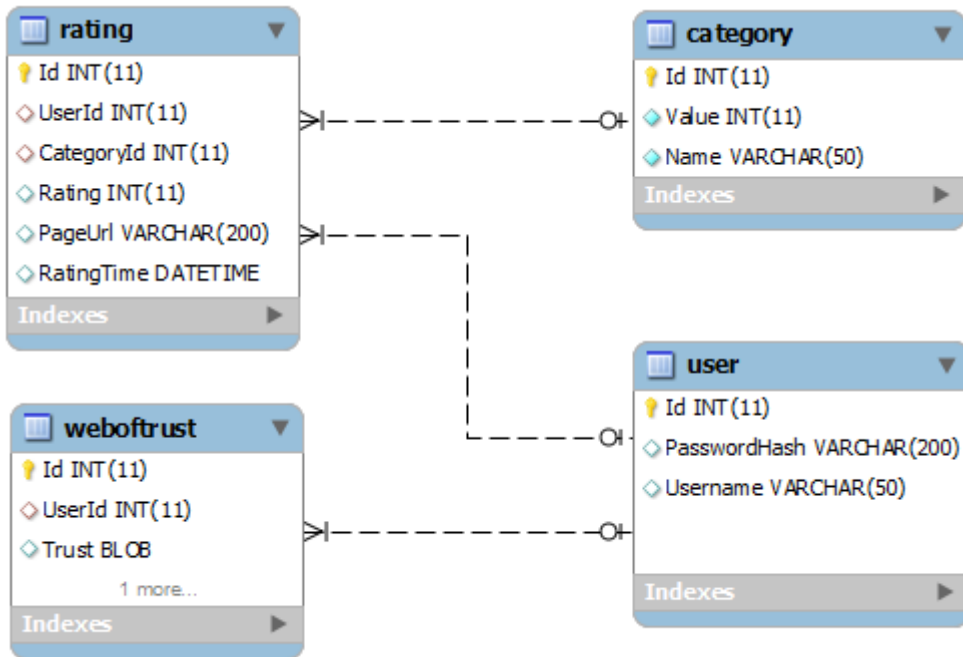 rating
Id INT(11)
UserId INT(11)
CategoryId INT(11)
Rating INT(11)
PageUrl VARCHAR(200)
RatingTime DATETIME
Indexes
category
Id INT(11)
Value INT(11)
Name VARCHAR(50)
Indexes
weboftrust
Id INT(11)
UserId INT(11)
Trust BLOB
1 more...
Indexes
user
Id INT(11)
PasswordHash VARCHAR(200)
Username VARCHAR(50)
Indexes